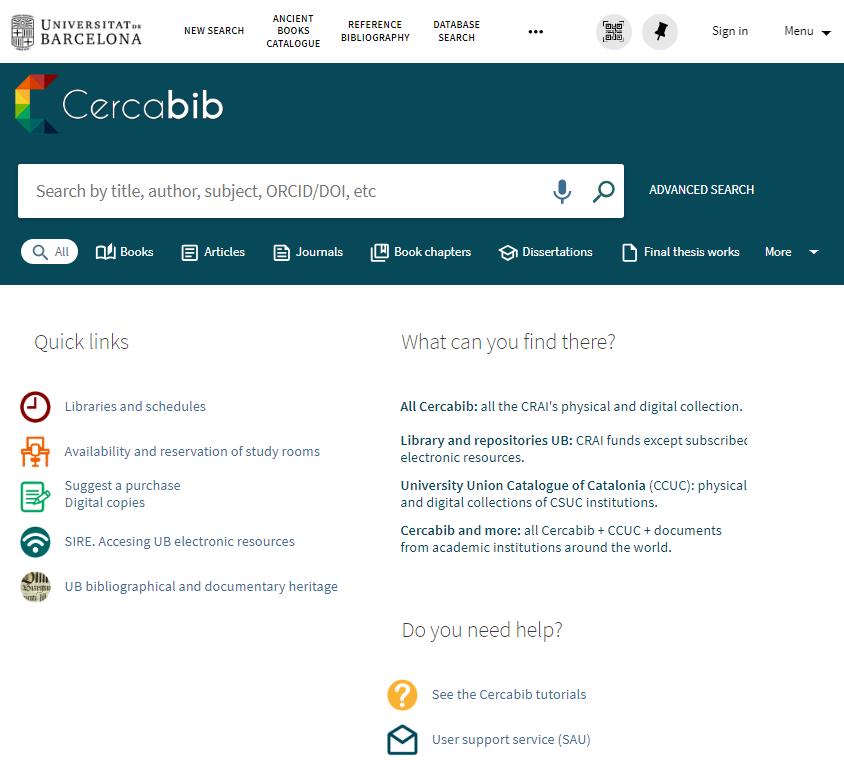 UNIVERSITAT DE
BARCELONA
NEW SEARCH
ANCIENT
BOOKS
CATALOGUE
REFERENCE
BIBLIOGRAPHY
DATABASE
SEARCH
Sign in
Menu
Cercabib
Search by title, author, subject, ORCID/DOI, etc
ADVANCED SEARCH
All
Books
Articles
Journals
Book chapters
Dissertations
Final thesis works
More
Quick links
Libraries and schedules
Availability and reservation of study rooms
Suggest a purchase
Digital copies
SIRE. Accesing UB electronic resources
UB bibliographical and documentary heritage
What can you find there?
All Cercabib: all the CRAI's physical and digital collection.
Library and repositories UB: CRAI funds except subscribed
electronic resources.
University Union Catalogue of Catalonia (CCUC): physical
and digital collections of CSUC institutions.
Cercabib and more: all Cercabib + CCUC + documents
from academic institutions around the world.
Do you need help?
See the Cercabib tutorials
User support service (SAU)